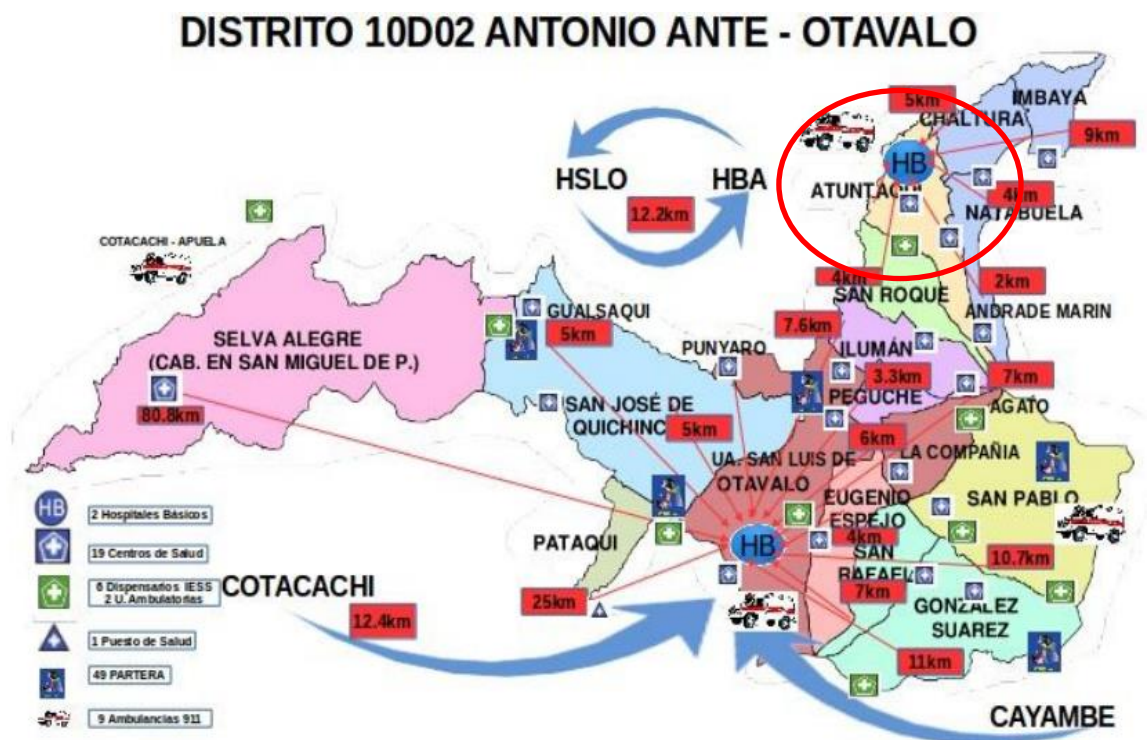 DISTRITO 10D02 ANTONIO ANTE - OTAVALO
5km
IMBAYA
CHALTURA
9km
HB
HSLO
HBA
ATUNTAQUI
4km
12.2km
NATABUELA
COTACACHI - APUELA
4km
2km
SAN ROQUE
ANDRADE MARIN
GUALSAQUI
5km
7.6km
SELVA ALEGRE
(CAB. EN SAN MIGUEL DE P.)
PUNYARO
ILUMÁN
3.3km
7km
80.8km
PEGUCHE
AGATO
SAN JOSÉ DE
QUICHINC
5km
6km
UA. SAN LUIS DE
OTAVALO
LA COMPAÑIA
EUGENIO
ESPEJO
SAN PABLO
HB
2 Hospitales Básicos
19 Centros de Salud
PATAQUI
HB
4km
SAN
RAFAEL
10.7km
6 Dispensarios IESS
2 U. Ambulatorias
COTACACHI
25km
7km
12.4km
GONZALEZ
SUAREZ
1 Puesto de Salud
11km
49 PARTERA
9 Ambulancias 911
CAYAMBE